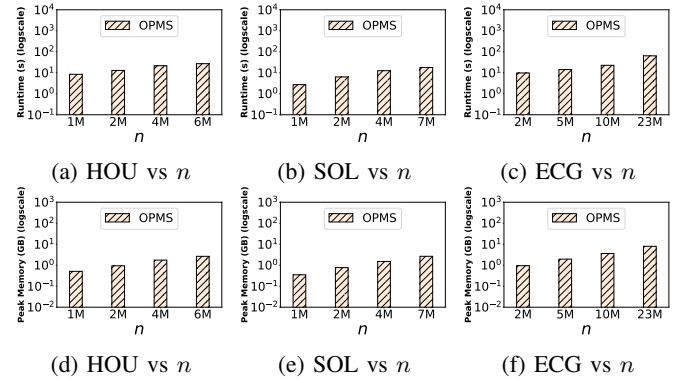 Runtime (s) (logscale)
10^4
10^3
10^2
10^1
10^0
10^{-1}
OPMS
1M 2M 4M 6M
n
(a) HOU vs n
Runtime (s) (logscale)
10^4
10^3
10^2
10^1
10^0
10^{-1}
OPMS
1M 2M 4M 7M
n
(b) SOL vs n
Runtime (s) (logscale)
10^4
10^3
10^2
10^1
10^0
10^{-1}
OPMS
2M 5M 10M 23M
n
(c) ECG vs n
Peak Memory (GB) (logscale)
10^3
10^2
10^1
10^0
10^{-1}
10^{-2}
OPMS
1M 2M 4M 6M
n
(d) HOU vs n
Peak Memory (GB) (logscale)
10^3
10^2
10^1
10^0
10^{-1}
10^{-2}
OPMS
1M 2M 4M 7M
n
(e) SOL vs n
Peak Memory (GB) (logscale)
10^3
10^2
10^1
10^0
10^{-1}
10^{-2}
OPMS
2M 5M 10M 23M
n
(f) ECG vs n